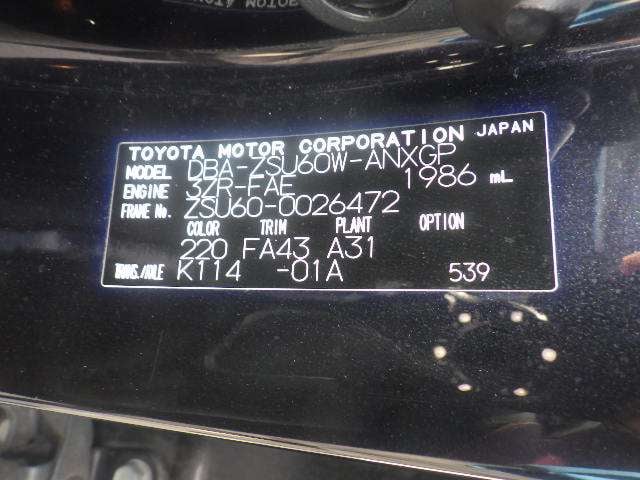 TOYOTA MOTOR CORPORATION JAPAN
MODEL DBA-ZSU60W-ANXGP
ENGINE 3ZR-FAE 1986 mL
FRAME No. ZSU60-0026472
COLOR TRIM PLANT OPTION
220 FA43 A31
TRANS./AXLE K114 -01A 539